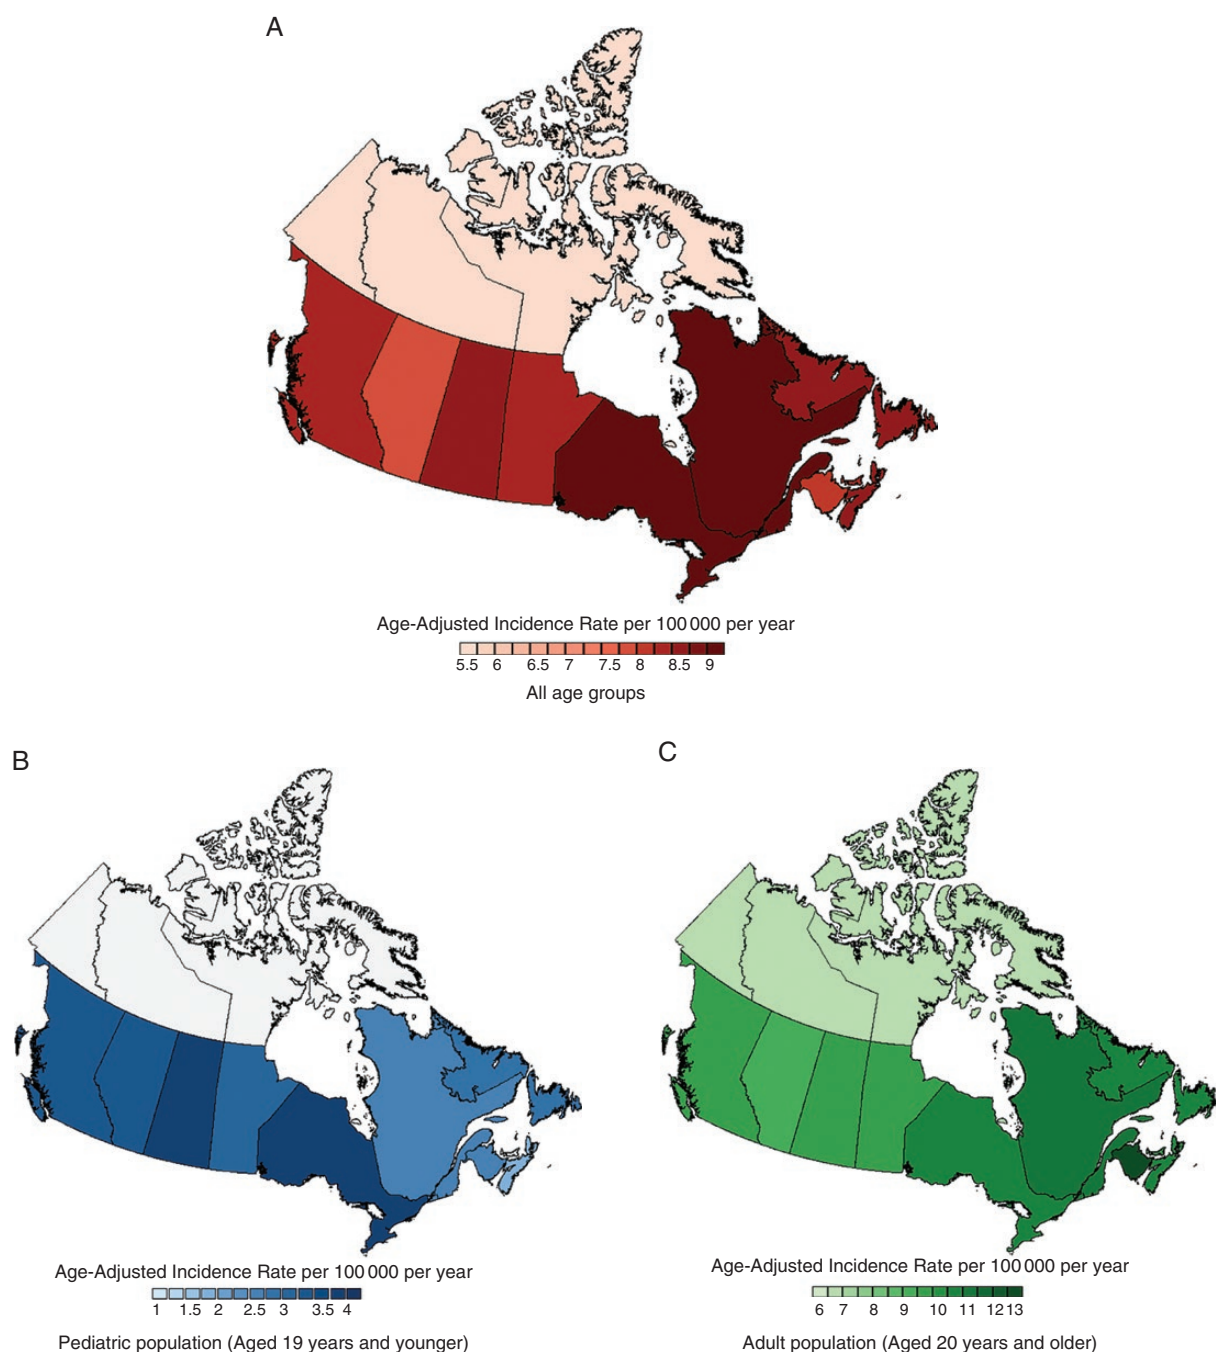 A
Age-Adjusted Incidence Rate per 100 000 per year
5.5 6 6.5 7 7.5 8 8.5 9
All age groups
B
C
Age-Adjusted Incidence Rate per 100 000 per year
1 1.5 2 2.5 3 3.5 4
Pediatric population (Aged 19 years and younger)
Age-Adjusted Incidence Rate per 100 000 per year
6 7 8 9 10 11 12 13
Adult population (Aged 20 years and older)